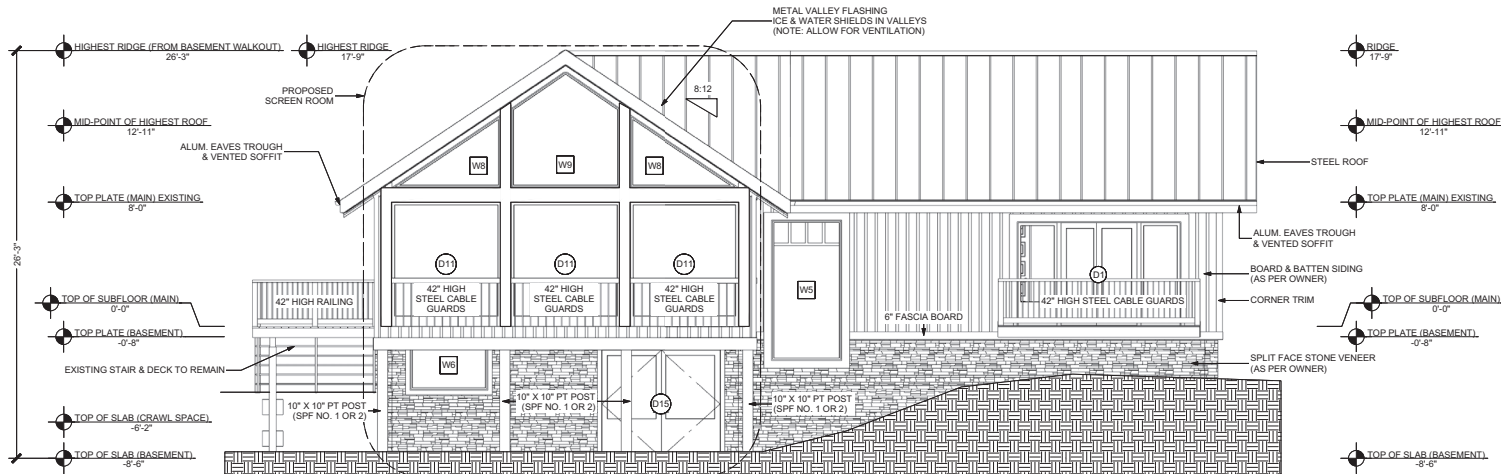 METAL VALLEY FLASHING
ICE & WATER SHIELDS IN VALLEYS
(NOTE: ALLOW FOR VENTILATION)
HIGHEST RIDGE (FROM BASEMENT WALKOUT)
26'-3"
HIGHEST RIDGE
17'-9"
RIDGE
17'-9"
PROPOSED
SCREEN ROOM
8:12
MID-POINT OF HIGHEST ROOF
12'-11"
MID-POINT OF HIGHEST ROOF
12'-11"
ALUM. EAVES TROUGH
& VENTED SOFFIT
W8
W9
W8
STEEL ROOF
TOP PLATE (MAIN) EXISTING
8'-0"
TOP PLATE (MAIN) EXISTING
8'-0"
ALUM. EAVES TROUGH
& VENTED SOFFIT
26'-3"
D11
D11
D11
D1
W5
BOARD & BATTEN SIDING
(AS PER OWNER)
42" HIGH RAILING
42" HIGH
STEEL CABLE
GUARDS
42" HIGH
STEEL CABLE
GUARDS
42" HIGH
STEEL CABLE
GUARDS
42" HIGH STEEL CABLE GUARDS
CORNER TRIM
TOP OF SUBFLOOR (MAIN)
0'-0"
TOP OF SUBFLOOR (MAIN)
0'-0"
6" FASCIA BOARD
TOP PLATE (BASEMENT)
-0'-8"
TOP PLATE (BASEMENT)
-0'-8"
EXISTING STAIR & DECK TO REMAIN
W6
SPLIT FACE STONE VENEER
(AS PER OWNER)
10" X 10" PT POST
(SPF NO. 1 OR 2)
10" X 10" PT POST
(SPF NO. 1 OR 2)
D15
10" X 10" PT POST
(SPF NO. 1 OR 2)
TOP OF SLAB (CRAWL SPACE)
-6'-2"
TOP OF SLAB (BASEMENT)
-8'-6"
TOP OF SLAB (BASEMENT)
-8'-6"